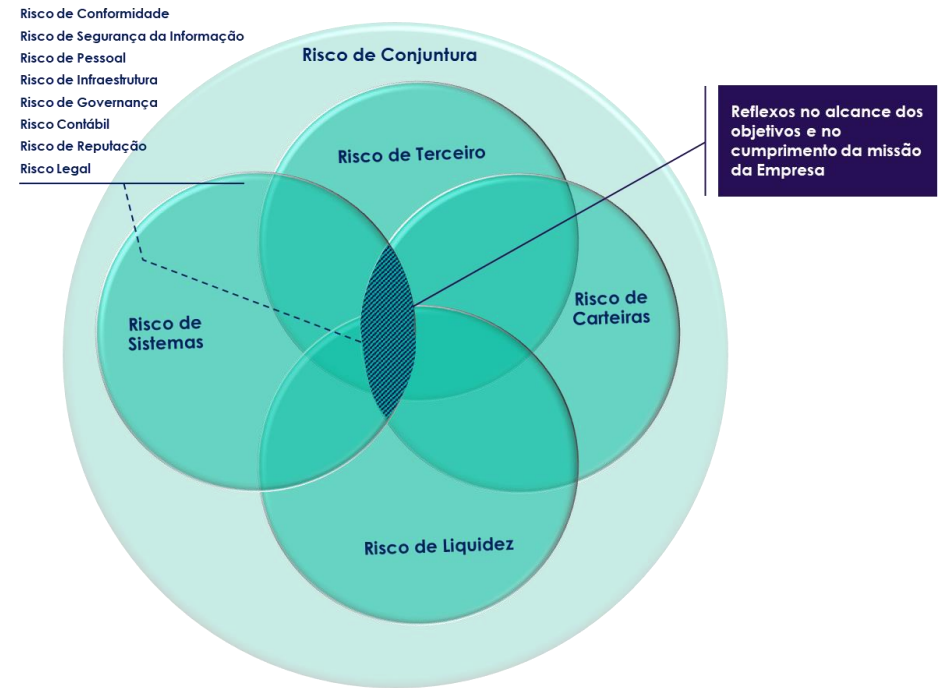 Risco de Conformidade
Risco de Segurança da Informação
Risco de Pessoal
Risco de Infraestrutura
Risco de Governança
Risco Contábil
Risco de Reputação
Risco Legal
Risco de Conjuntura
Risco de Terceiro
Reflexos no alcance dos
objetivos e no
cumprimento da missão
da Empresa
Risco de
Sistemas
Risco de
Carteiras
Risco de Liquidez